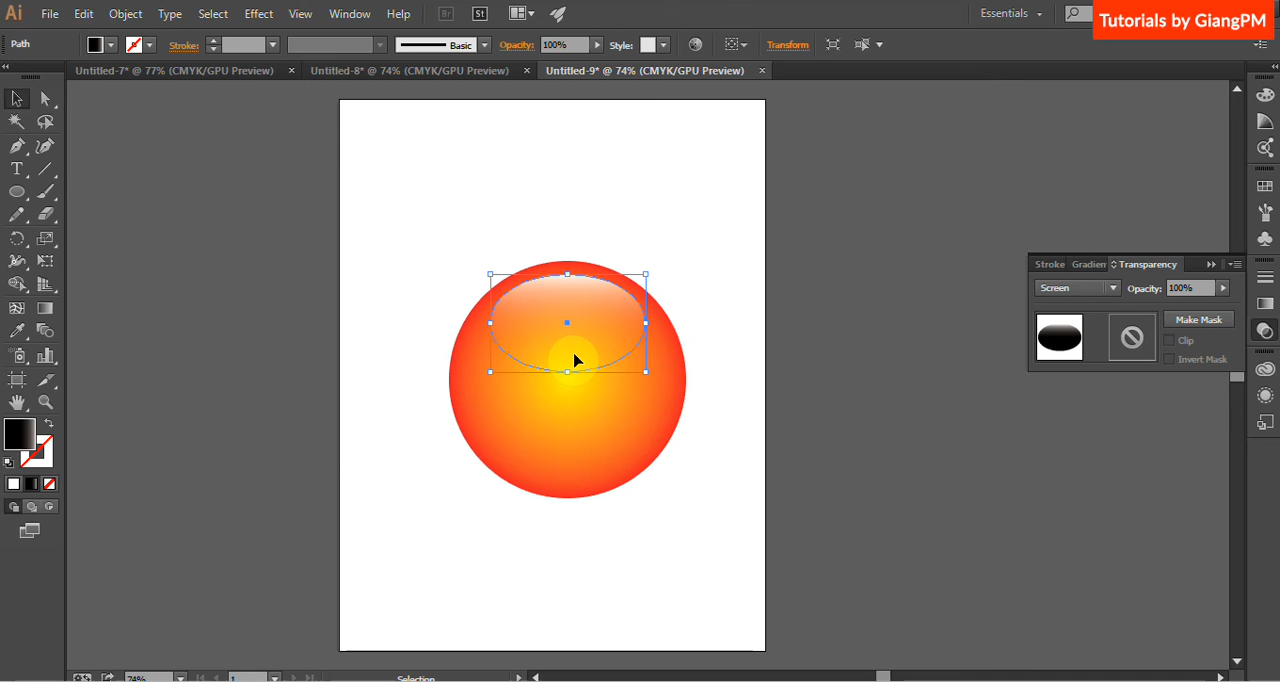 Ai File Edit Object Type Select Effect View Window Help Br St Essentials
Tutorials by GiangPM
Path Stroke: Basic Opacity: 100% Style: Transform
Untitled-7* @ 77% (CMYK/GPU Preview) × Untitled-8* @ 74% (CMYK/GPU Preview) × Untitled-9* @ 74% (CMYK/GPU Preview) ×
Stroke Gradien Transparency
Screen Opacity: 100%
Make Mask
Clip
Invert Mask
74% 1 Selection